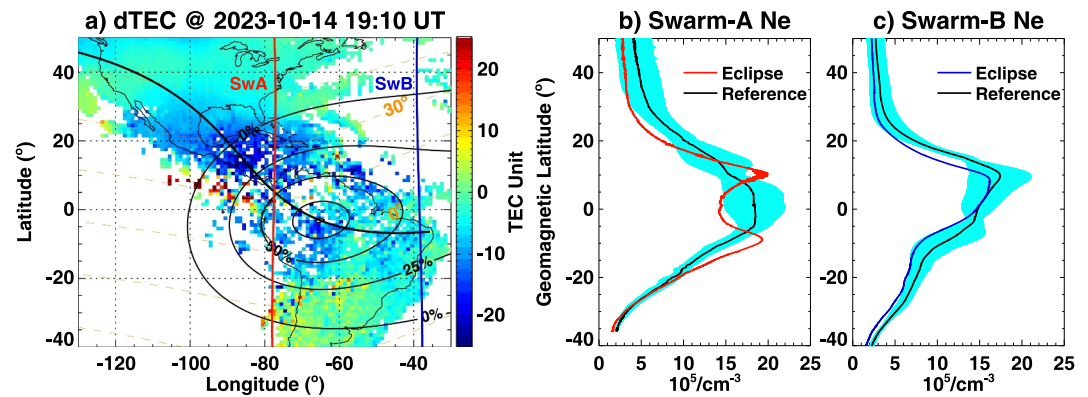 a) dTEC @ 2023-10-14 19:10 UT
b) Swarm-A Ne
c) Swarm-B Ne
Latitude (º)
40
20
0
-20
-40
SwA
SwB
30º
0%
0
50%
25%
0%
-120
-100
-80
-60
-40
Longitude (º)
20
10
0
-10
-20
TEC Unit
Geomagnetic Latitude (º)
40
20
0
-20
-40
Eclipse
Reference
0
5
10
15
20
25
10⁵/cm⁻³
40
20
0
-20
-40
Eclipse
Reference
5
10
15
20
25
10⁵/cm⁻³